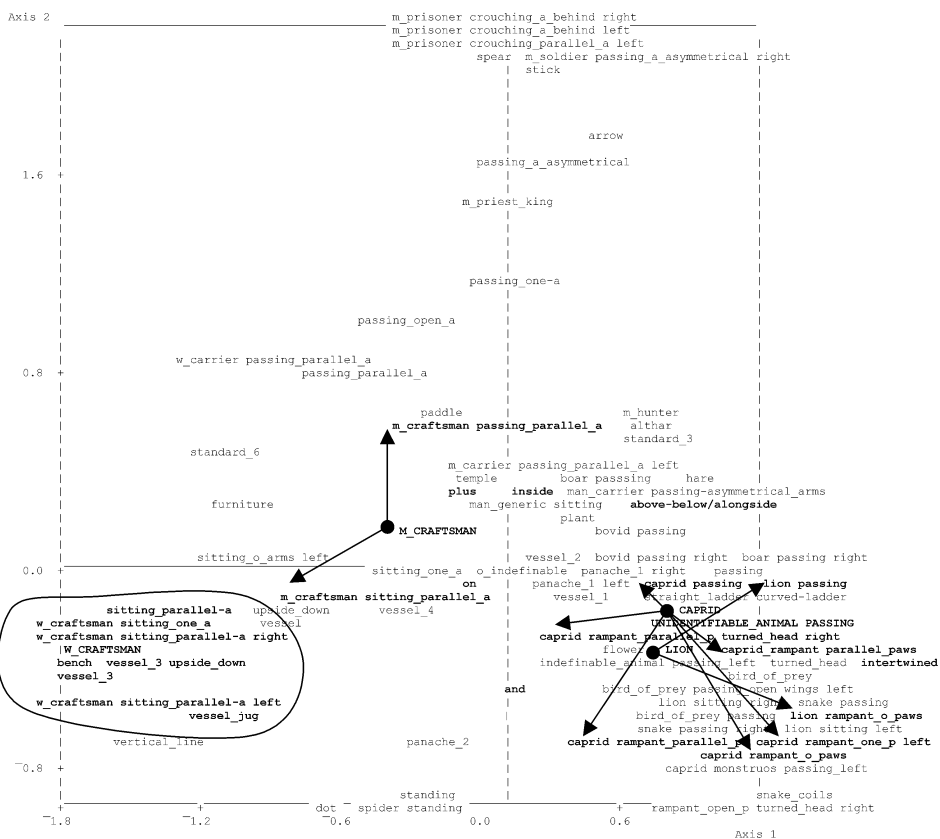 Axis 2
m_prisoner crouching_a_behind right
m_prisoner crouching_a_behind left
m_prisoner crouching_parallel_a left
spear m_soldier passing_a_asymmetrical right
stick
arrow
passing_a_asymmetrical
1.6
m_priest_king
passing_one-a
passing_open_a
w_carrier passing_parallel_a
0.8 passing_parallel_a
paddle m_hunter
m_craftsman passing_parallel_a althar
standard_3
standard_6
m_carrier passing_parallel_a left
temple boar passsing hare
plus inside man_carrier passing-asymmetrical_arms
furniture man_generic sitting above-below/alongside
plant
M_CRAFTSMAN bovid passing
sitting_o_arms left vessel_2 bovid passing right boar passing right
0.0 sitting_one_a o_indefinable panache_1 right passing
on panache_1 left caprid passing lion passing
m_craftsman sitting_parallel_a vessel_1 straight_ladder curved-ladder
sitting_parallel-a upside_down vessel_4 CAPRID
w_craftsman sitting_one_a vessel UNIDENTIFIABLE_ANIMAL PASSING
w_craftsman sitting_parallel-a right caprid rampant_parallel_p turned_head right
W_CRAFTSMAN flower LION caprid_rampant parallel_paws
bench vessel_3 upside_down indefinable_animal passing_left turned_head intertwined
vessel_3 bird_of_prey
and bird_of_prey passing_open wings left
w_craftsman sitting_parallel-a left lion sitting right snake passing
vessel_jug bird_of_prey passing lion rampant_o_paws
snake passing right lion sitting left
vertical_line panache_2 caprid rampant_parallel_p caprid rampant_one_p left
caprid rampant_o_paws
‾0.8 caprid monstruos passing_left
standing snake_coils
dot spider standing rampant_open_p turned_head right
‾1.8 ‾1.2 ‾0.6 0.0 0.6
Axis 1